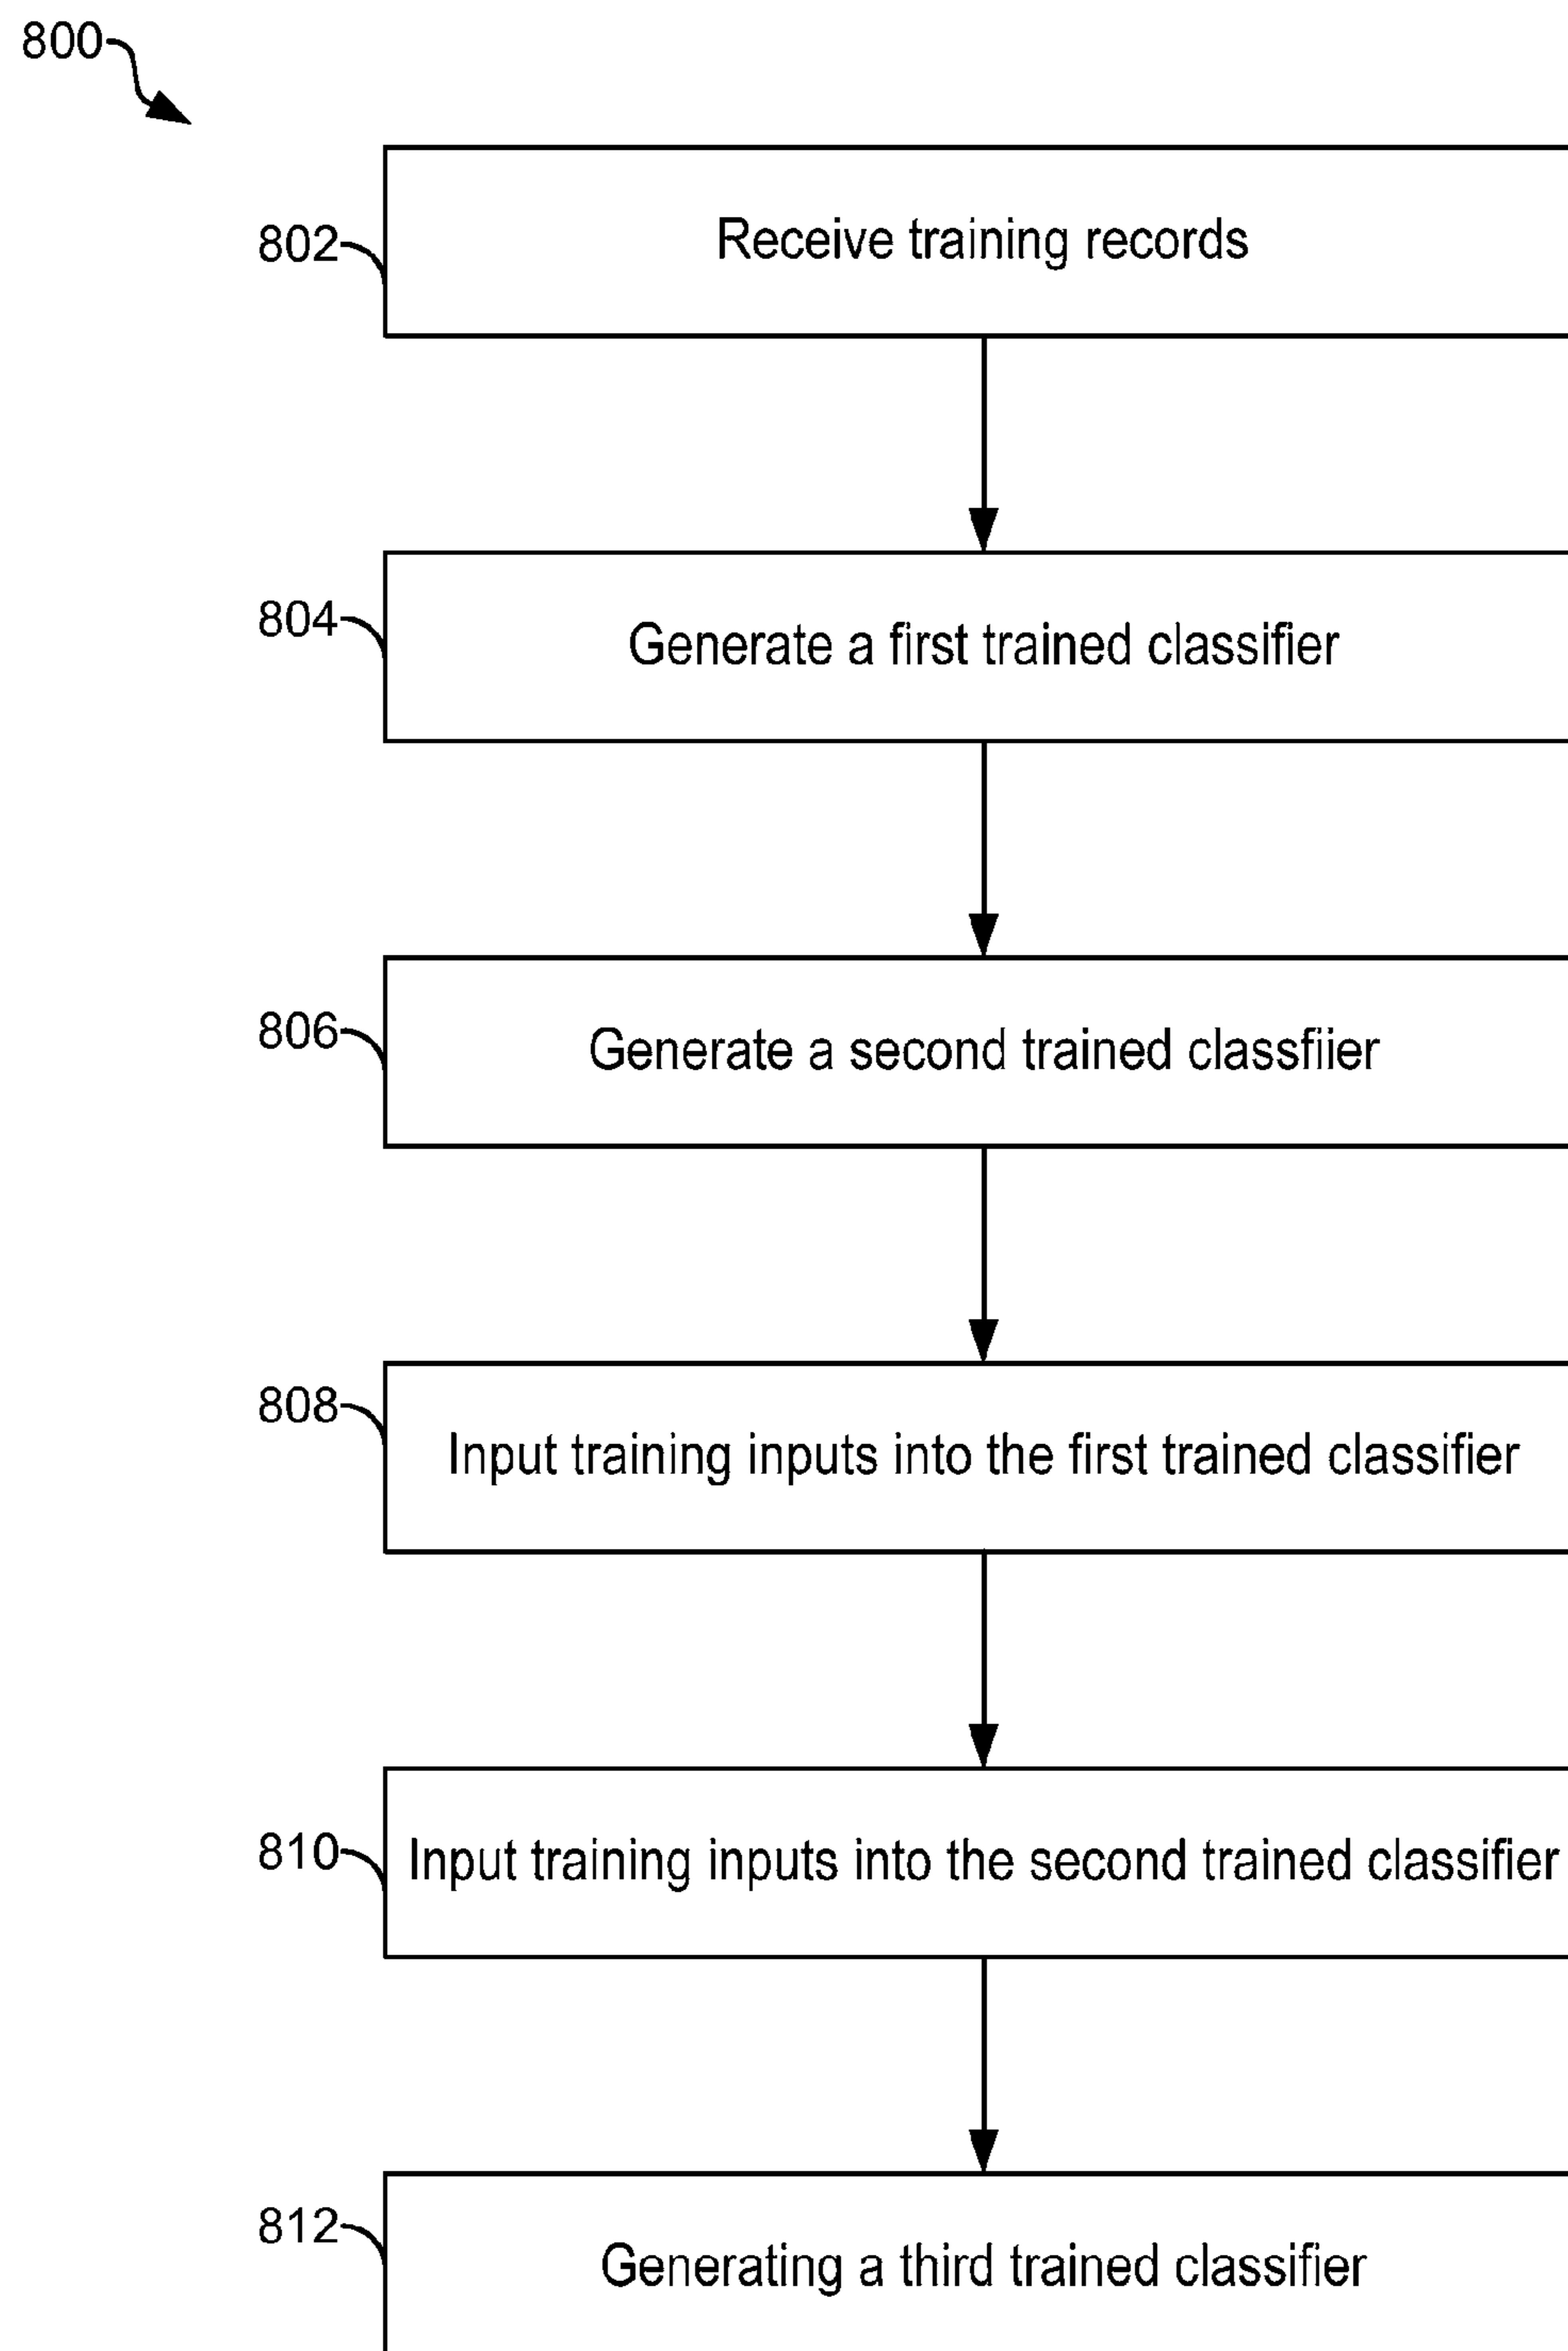 800
802
Receive training records
804
Generate a first trained classifier
806
Generate a second trained classfiier
808
Input training inputs into the first trained classifier
810
Input training inputs into the second trained classifier
812
Generating a third trained classifier